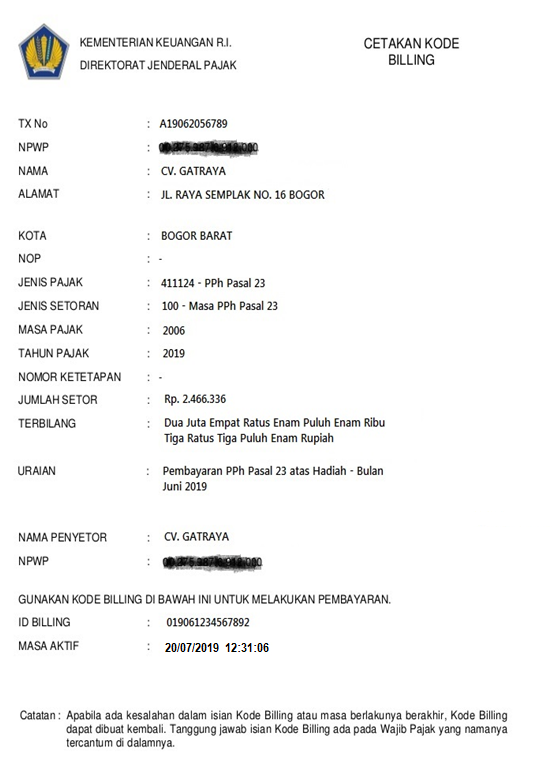 KEMENTERIAN KEUANGAN R.I.
DIREKTORAT JENDERAL PAJAK
CETAKAN KODE
BILLING
TX No : A19062056789
NPWP :
NAMA : CV. GATRAYA
ALAMAT : JL. RAYA SEMPLAK NO. 16 BOGOR
KOTA : BOGOR BARAT
NOP : -
JENIS PAJAK : 411124 - PPh Pasal 23
JENIS SETORAN : 100 - Masa PPh Pasal 23
MASA PAJAK : 2006
TAHUN PAJAK : 2019
NOMOR KETETAPAN : -
JUMLAH SETOR : Rp. 2.466.336
TERBILANG : Dua Juta Empat Ratus Enam Puluh Enam Ribu
Tiga Ratus Tiga Puluh Enam Rupiah
URAIAN : Pembayaran PPh Pasal 23 atas Hadiah - Bulan
Juni 2019
NAMA PENYETOR : CV. GATRAYA
NPWP :
GUNAKAN KODE BILLING DI BAWAH INI UNTUK MELAKUKAN PEMBAYARAN.
ID BILLING : 019061234567892
MASA AKTIF : 20/07/2019 12:31:06
Catatan : Apabila ada kesalahan dalam isian Kode Billing atau masa berlakunya berakhir, Kode Billing
dapat dibuat kembali. Tanggung jawab isian Kode Billing ada pada Wajib Pajak yang namanya
tercantum di dalamnya.